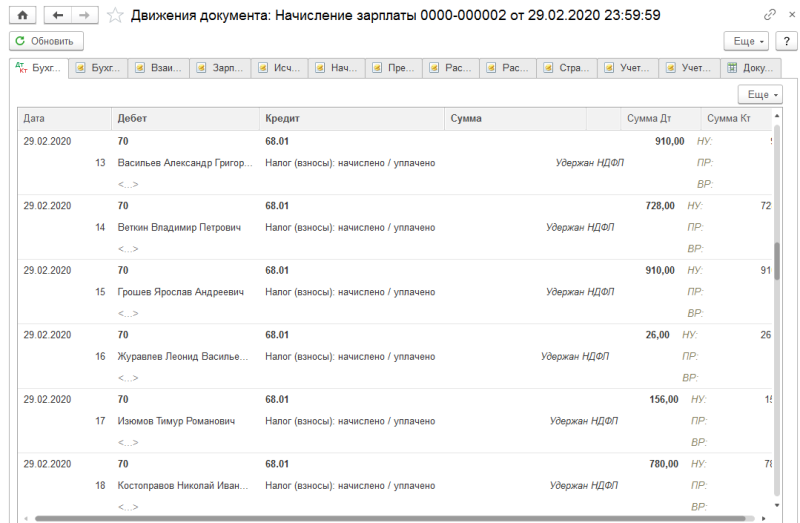 Движения документа: Начисление зарплаты 0000-000002 от 29.02.2020 23:59:59
Обновить Еще ?
Дт Кт Бухг... Бухг... Взаи... Зарп... Исч... Нач... Пре... Рас... Рас... Стра... Учет... Учет... Доку...
Еще
Дата Дебет Кредит Сумма Сумма Дт Сумма Кт
29.02.2020 70 68.01 910,00 НУ:
13 Васильев Александр Григор... Налог (взносы): начислено / уплачено Удержан НДФЛ ПР:
<...> ВР:
29.02.2020 70 68.01 728,00 НУ: 72
14 Веткин Владимир Петрович Налог (взносы): начислено / уплачено Удержан НДФЛ ПР:
<...> ВР:
29.02.2020 70 68.01 910,00 НУ: 91
15 Грошев Ярослав Андреевич Налог (взносы): начислено / уплачено Удержан НДФЛ ПР:
<...> ВР:
29.02.2020 70 68.01 26,00 НУ: 26
16 Журавлев Леонид Василье... Налог (взносы): начислено / уплачено Удержан НДФЛ ПР:
<...> ВР:
29.02.2020 70 68.01 156,00 НУ: 15
17 Изюмов Тимур Романович Налог (взносы): начислено / уплачено Удержан НДФЛ ПР:
<...> ВР:
29.02.2020 70 68.01 780,00 НУ: 78
18 Костоправов Николай Иван... Налог (взносы): начислено / уплачено Удержан НДФЛ ПР:
<...> ВР: